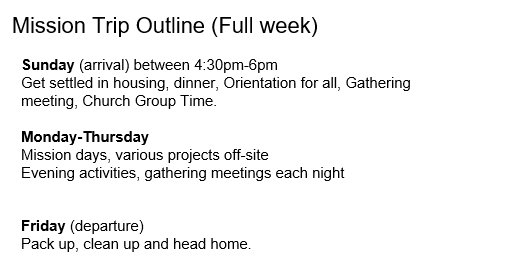 Mission Trip Outline (Full week)
Sunday (arrival) between 4:30pm-6pm
Get settled in housing, dinner, Orientation for all, Gathering
meeting, Church Group Time.
Monday-Thursday
Mission days, various projects off-site
Evening activities, gathering meetings each night
Friday (departure)
Pack up, clean up and head home.